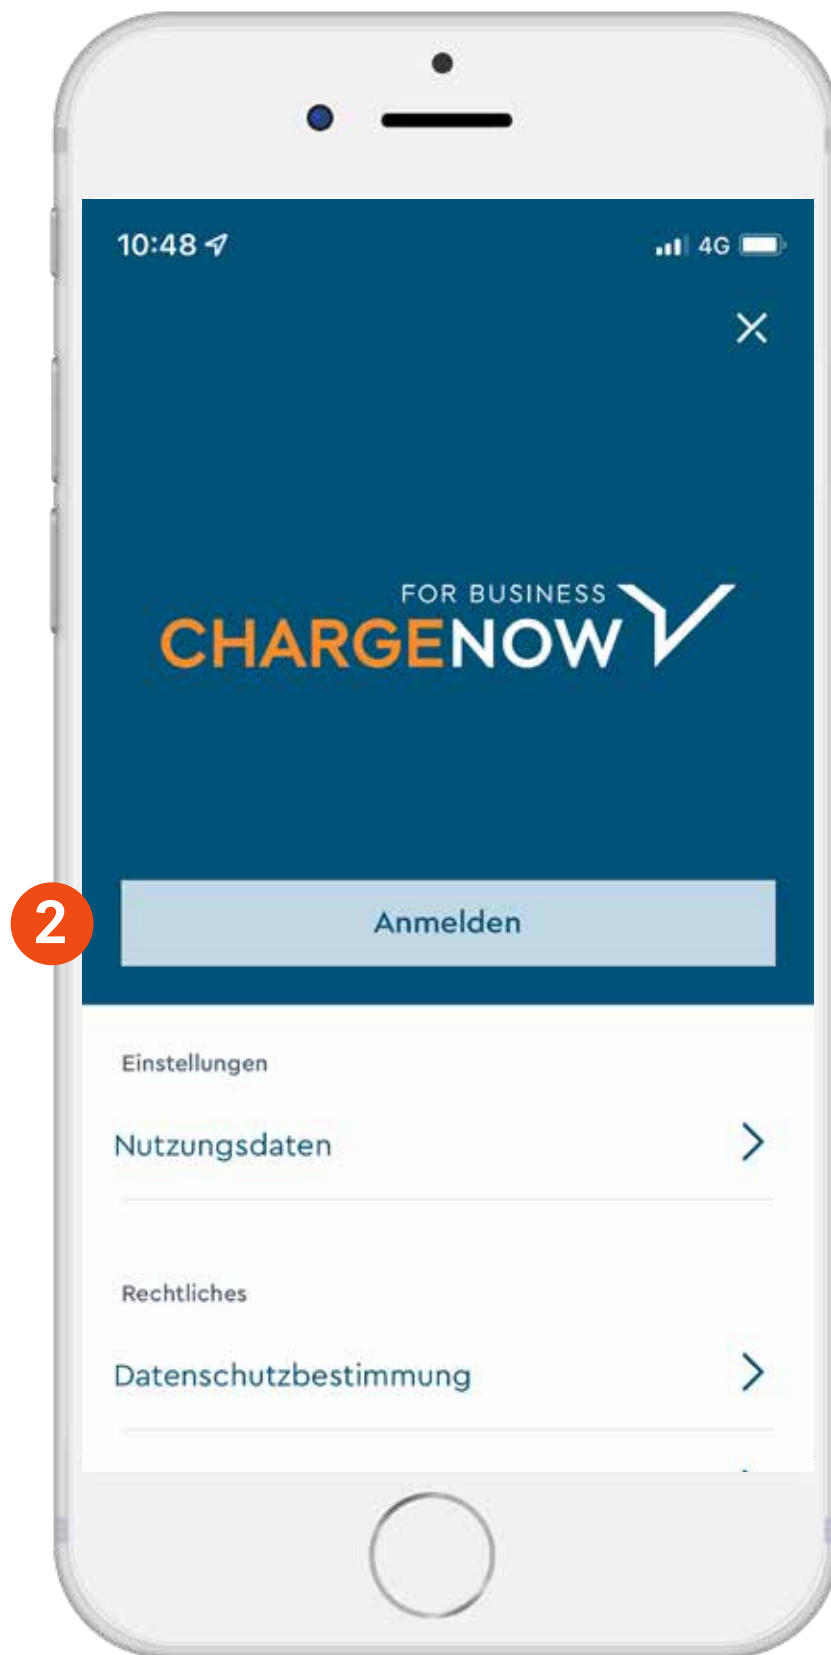 10:48
4G
FOR BUSINESS
CHARGENOW
2
Anmelden
Einstellungen
Nutzungsdaten
Rechtliches
Datenschutzbestimmung